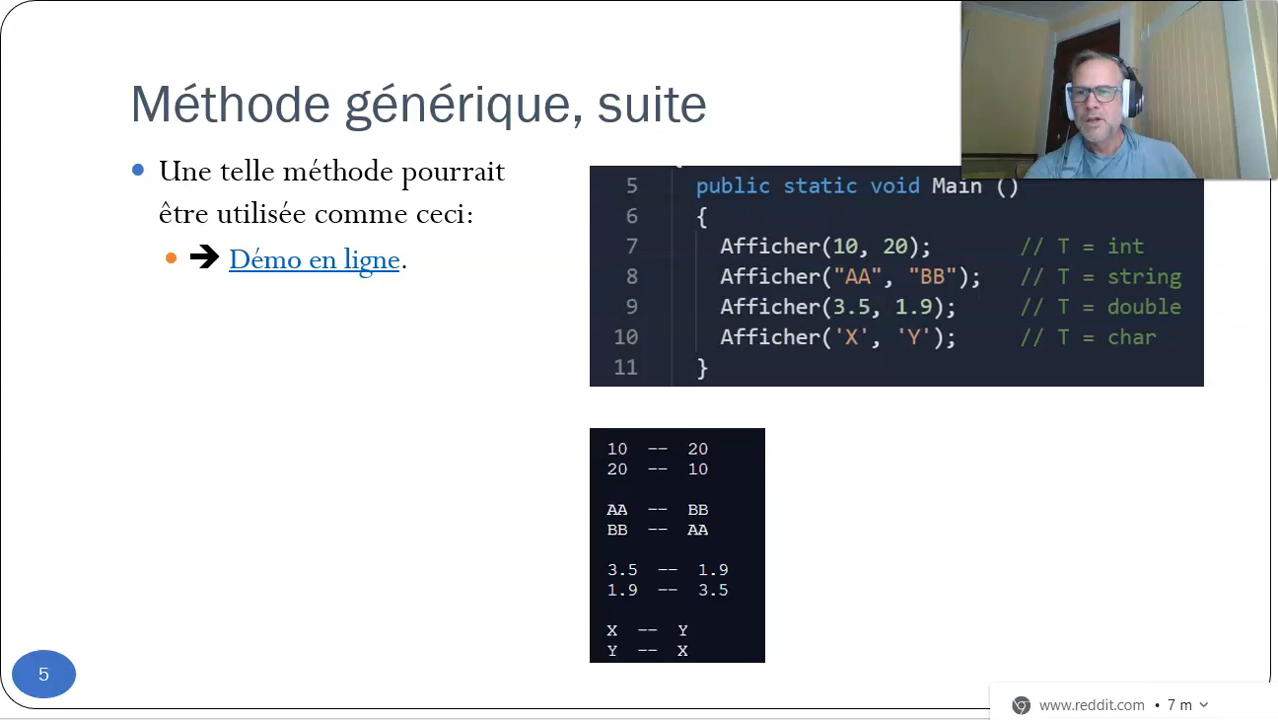 Méthode générique, suite
• Une telle méthode pourrait
être utilisée comme ceci:
• ➔ Démo en ligne.
5 public static void Main ()
6 {
7 Afficher(10, 20); // T = int
8 Afficher("AA", "BB"); // T = string
9 Afficher(3.5, 1.9); // T = double
10 Afficher('X', 'Y'); // T = char
11 }
10 -- 20
20 -- 10
AA -- BB
BB -- AA
3.5 -- 1.9
1.9 -- 3.5
X -- Y
Y -- X
5
www.reddit.com • 7 m